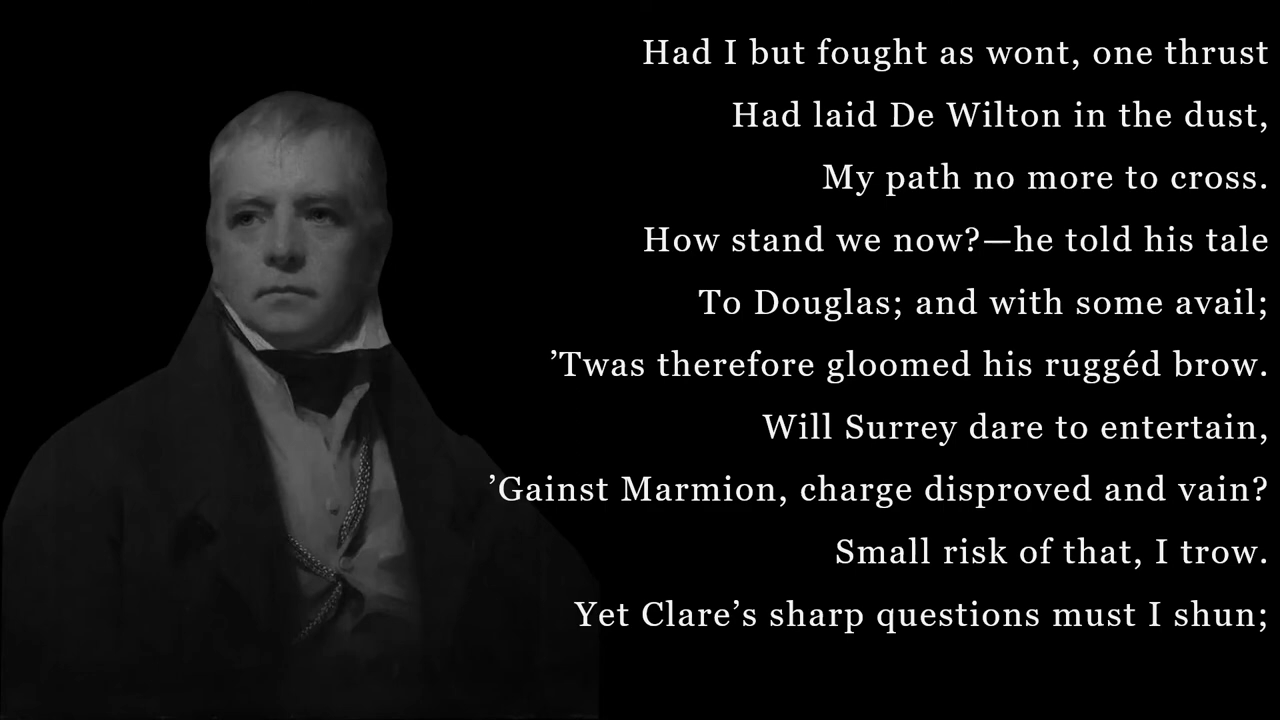 Had I but fought as wont, one thrust
Had laid De Wilton in the dust,
My path no more to cross.
How stand we now?—he told his tale
To Douglas; and with some avail;
’Twas therefore gloomed his ruggéd brow.
Will Surrey dare to entertain,
’Gainst Marmion, charge disproved and vain?
Small risk of that, I trow.
Yet Clare’s sharp questions must I shun;